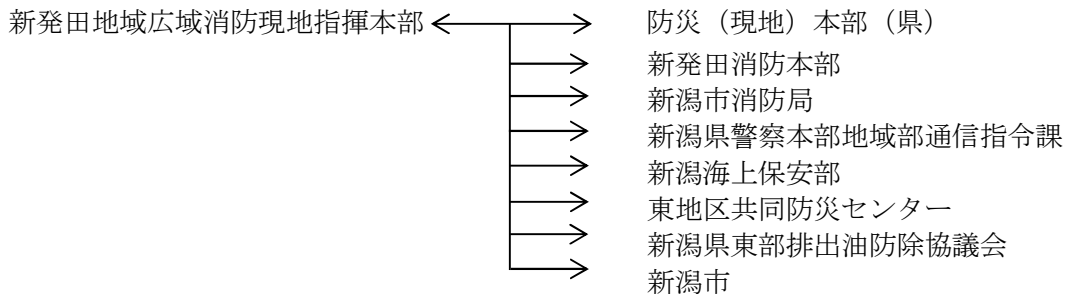 新発田地域広域消防現地指揮本部
防災（現地）本部（県）
新発田消防本部
新潟市消防局
新潟県警察本部地域部通信指令課
新潟海上保安部
東地区共同防災センター
新潟県東部排出油防除協議会
新潟市